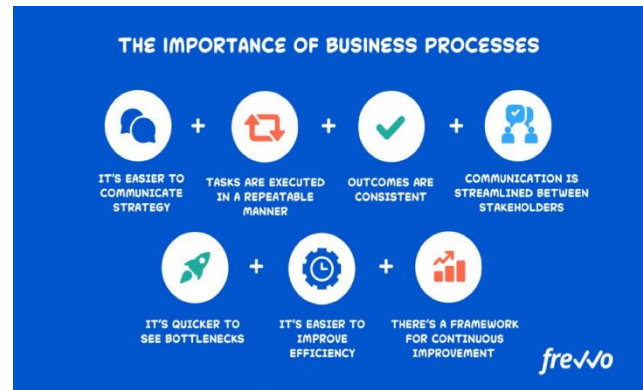 THE IMPORTANCE OF BUSINESS PROCESSES
+ + +
IT'S EASIER TO
COMMUNICATE
STRATEGY
TASKS ARE EXECUTED
IN A REPEATABLE
MANNER
OUTCOMES ARE
CONSISTENT
COMMUNICATION IS
STREAMLINED BETWEEN
STAKEHOLDERS
+ +
IT'S QUICKER TO
SEE BOTTLENECKS
IT'S EASIER TO
IMPROVE
EFFICIENCY
THERE'S A FRAMEWORK
FOR CONTINUOUS
IMPROVEMENT
frevvo